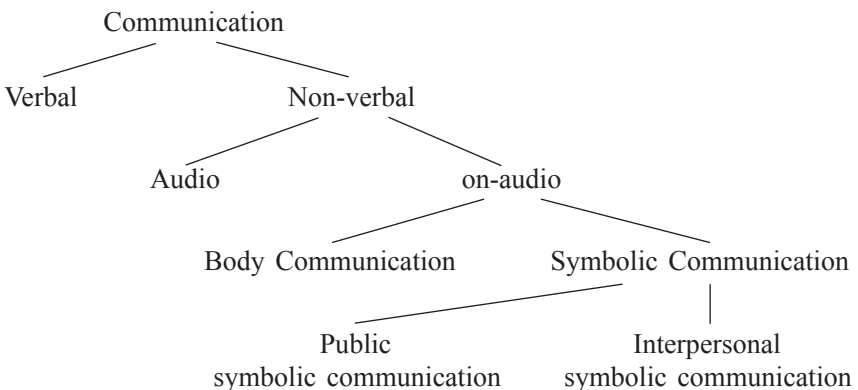 Communication
Verbal Non-verbal
Audio on-audio
Body Communication Symbolic Communication
Public Interpersonal
symbolic communication symbolic communication